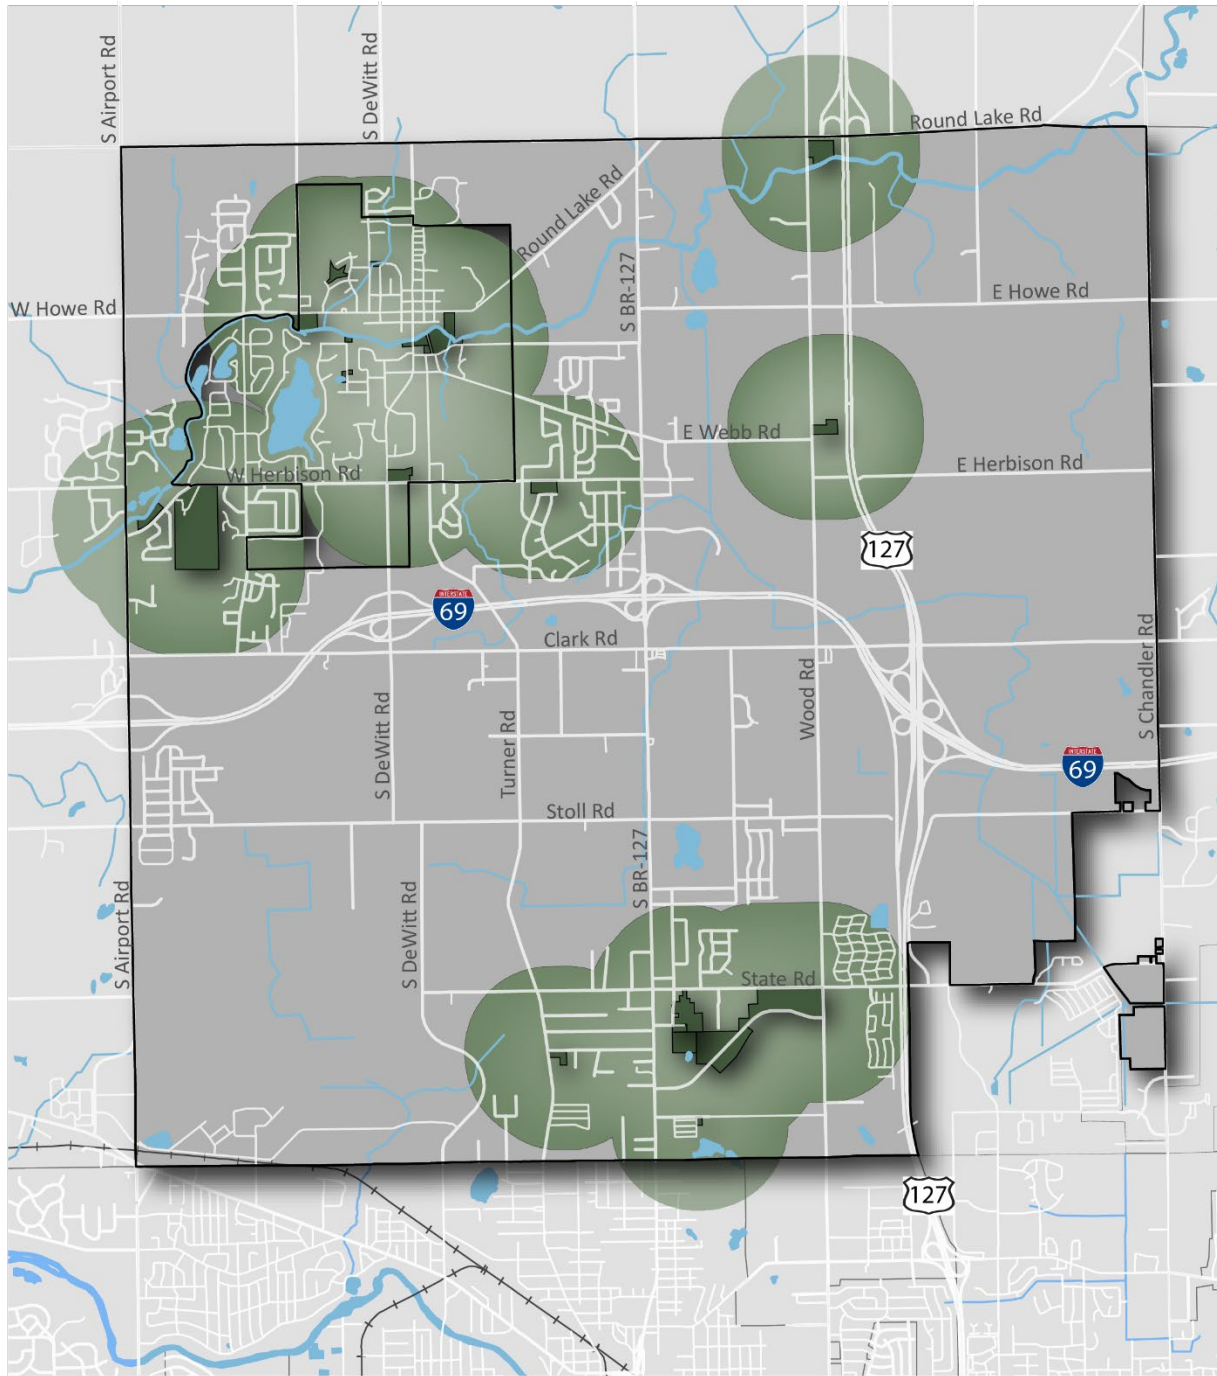 S Airport Rd
S DeWitt Rd
Round Lake Rd
Round Lake Rd
S BR-127
W Howe Rd
E Howe Rd
E Webb Rd
W Herbison Rd
E Herbison Rd
127
INTERSTATE
69
Clark Rd
S Chandler Rd
Wood Rd
S DeWitt Rd
Turner Rd
INTERSTATE
69
Stoll Rd
S BR-127
S Airport Rd
S DeWitt Rd
State Rd
127